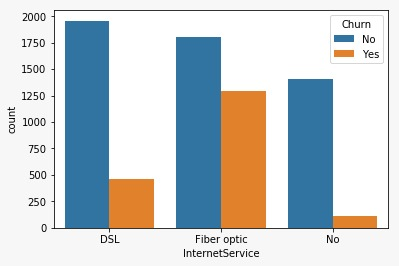 2000
1750
1500
1250
1000
750
500
250
0
count
Churn
No
Yes
DSL
Fiber optic
No
InternetService